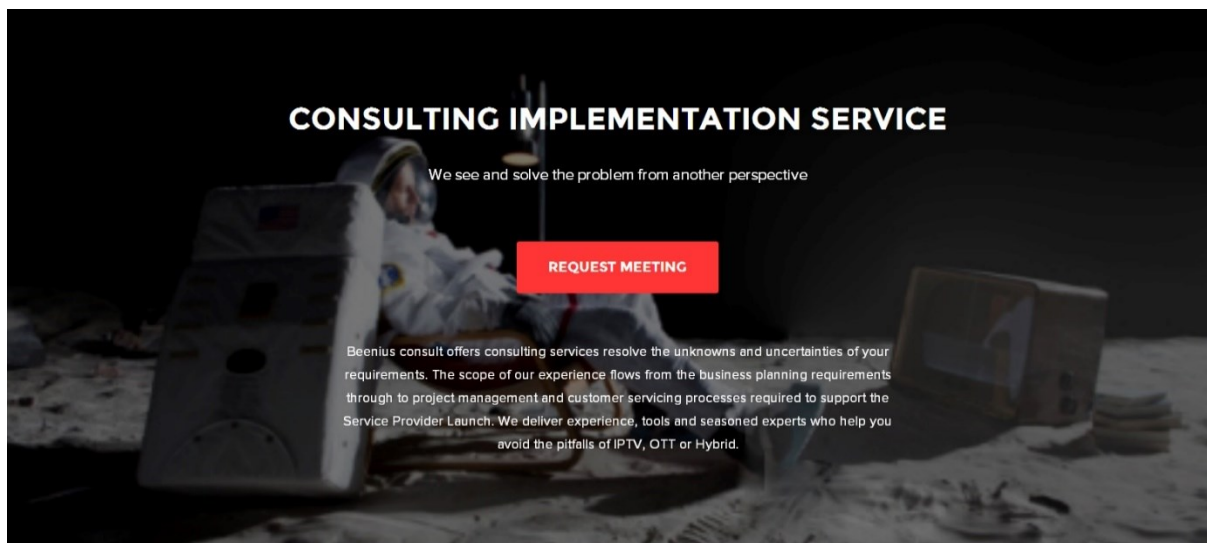 CONSULTING IMPLEMENTATION SERVICE
We see and solve the problem from another perspective
REQUEST MEETING
Beenius consult offers consulting services resolve the unknowns and uncertainties of your
requirements. The scope of our experience flows from the business planning requirements
through to project management and customer servicing processes required to support the
Service Provider Launch. We deliver experience, tools and seasoned experts who help you
avoid the pitfalls of IPTV, OTT or Hybrid.